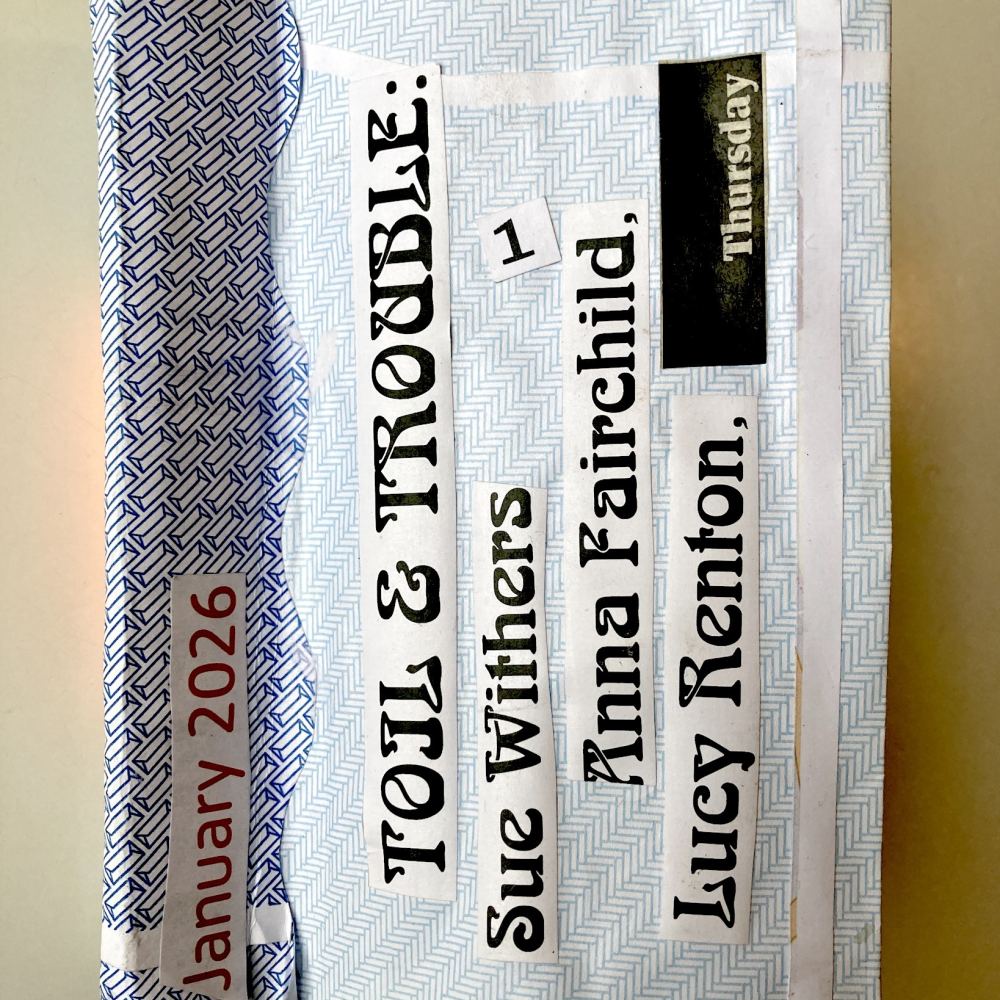 January 2026
TOIL & TROUBLE:
1
Sue Withers
Anna Fairchild,
Lucy Renton,
Thursday